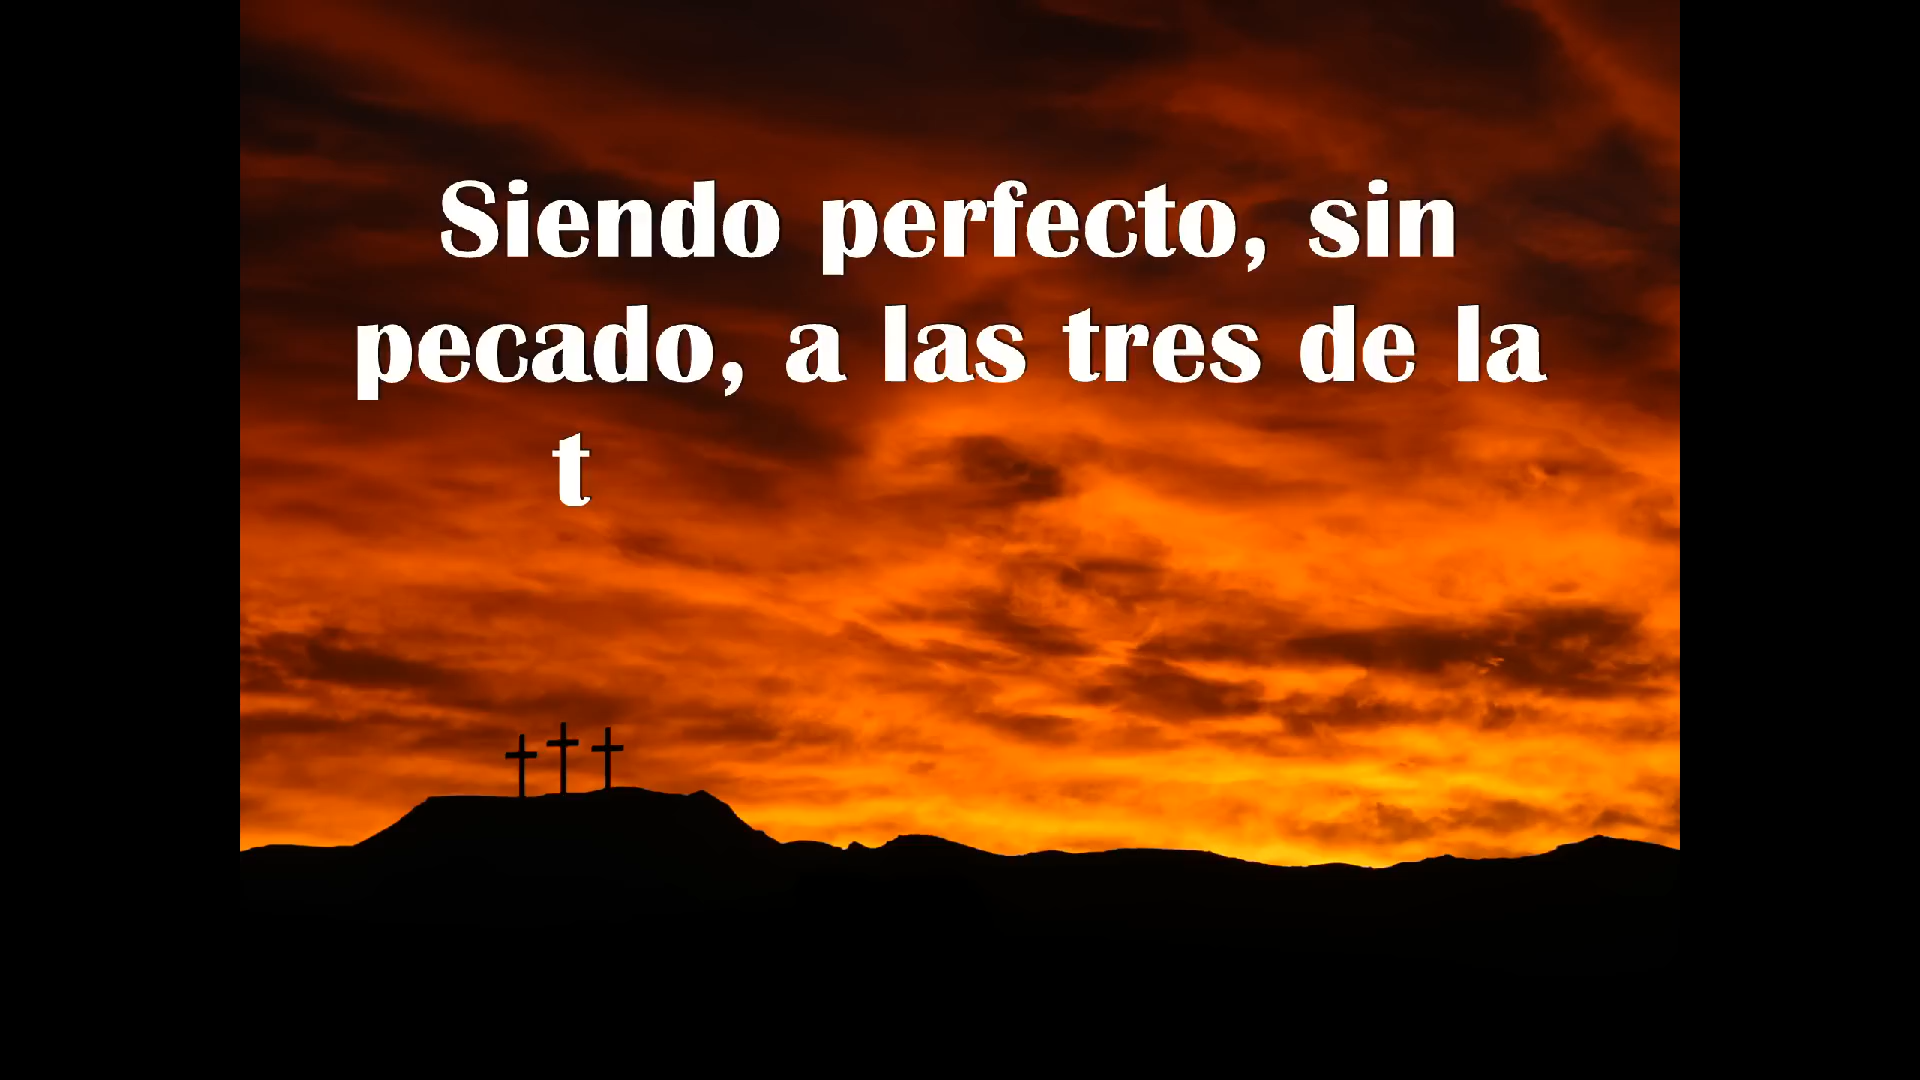 Siendo perfecto, sin
pecado, a las tres de la
t